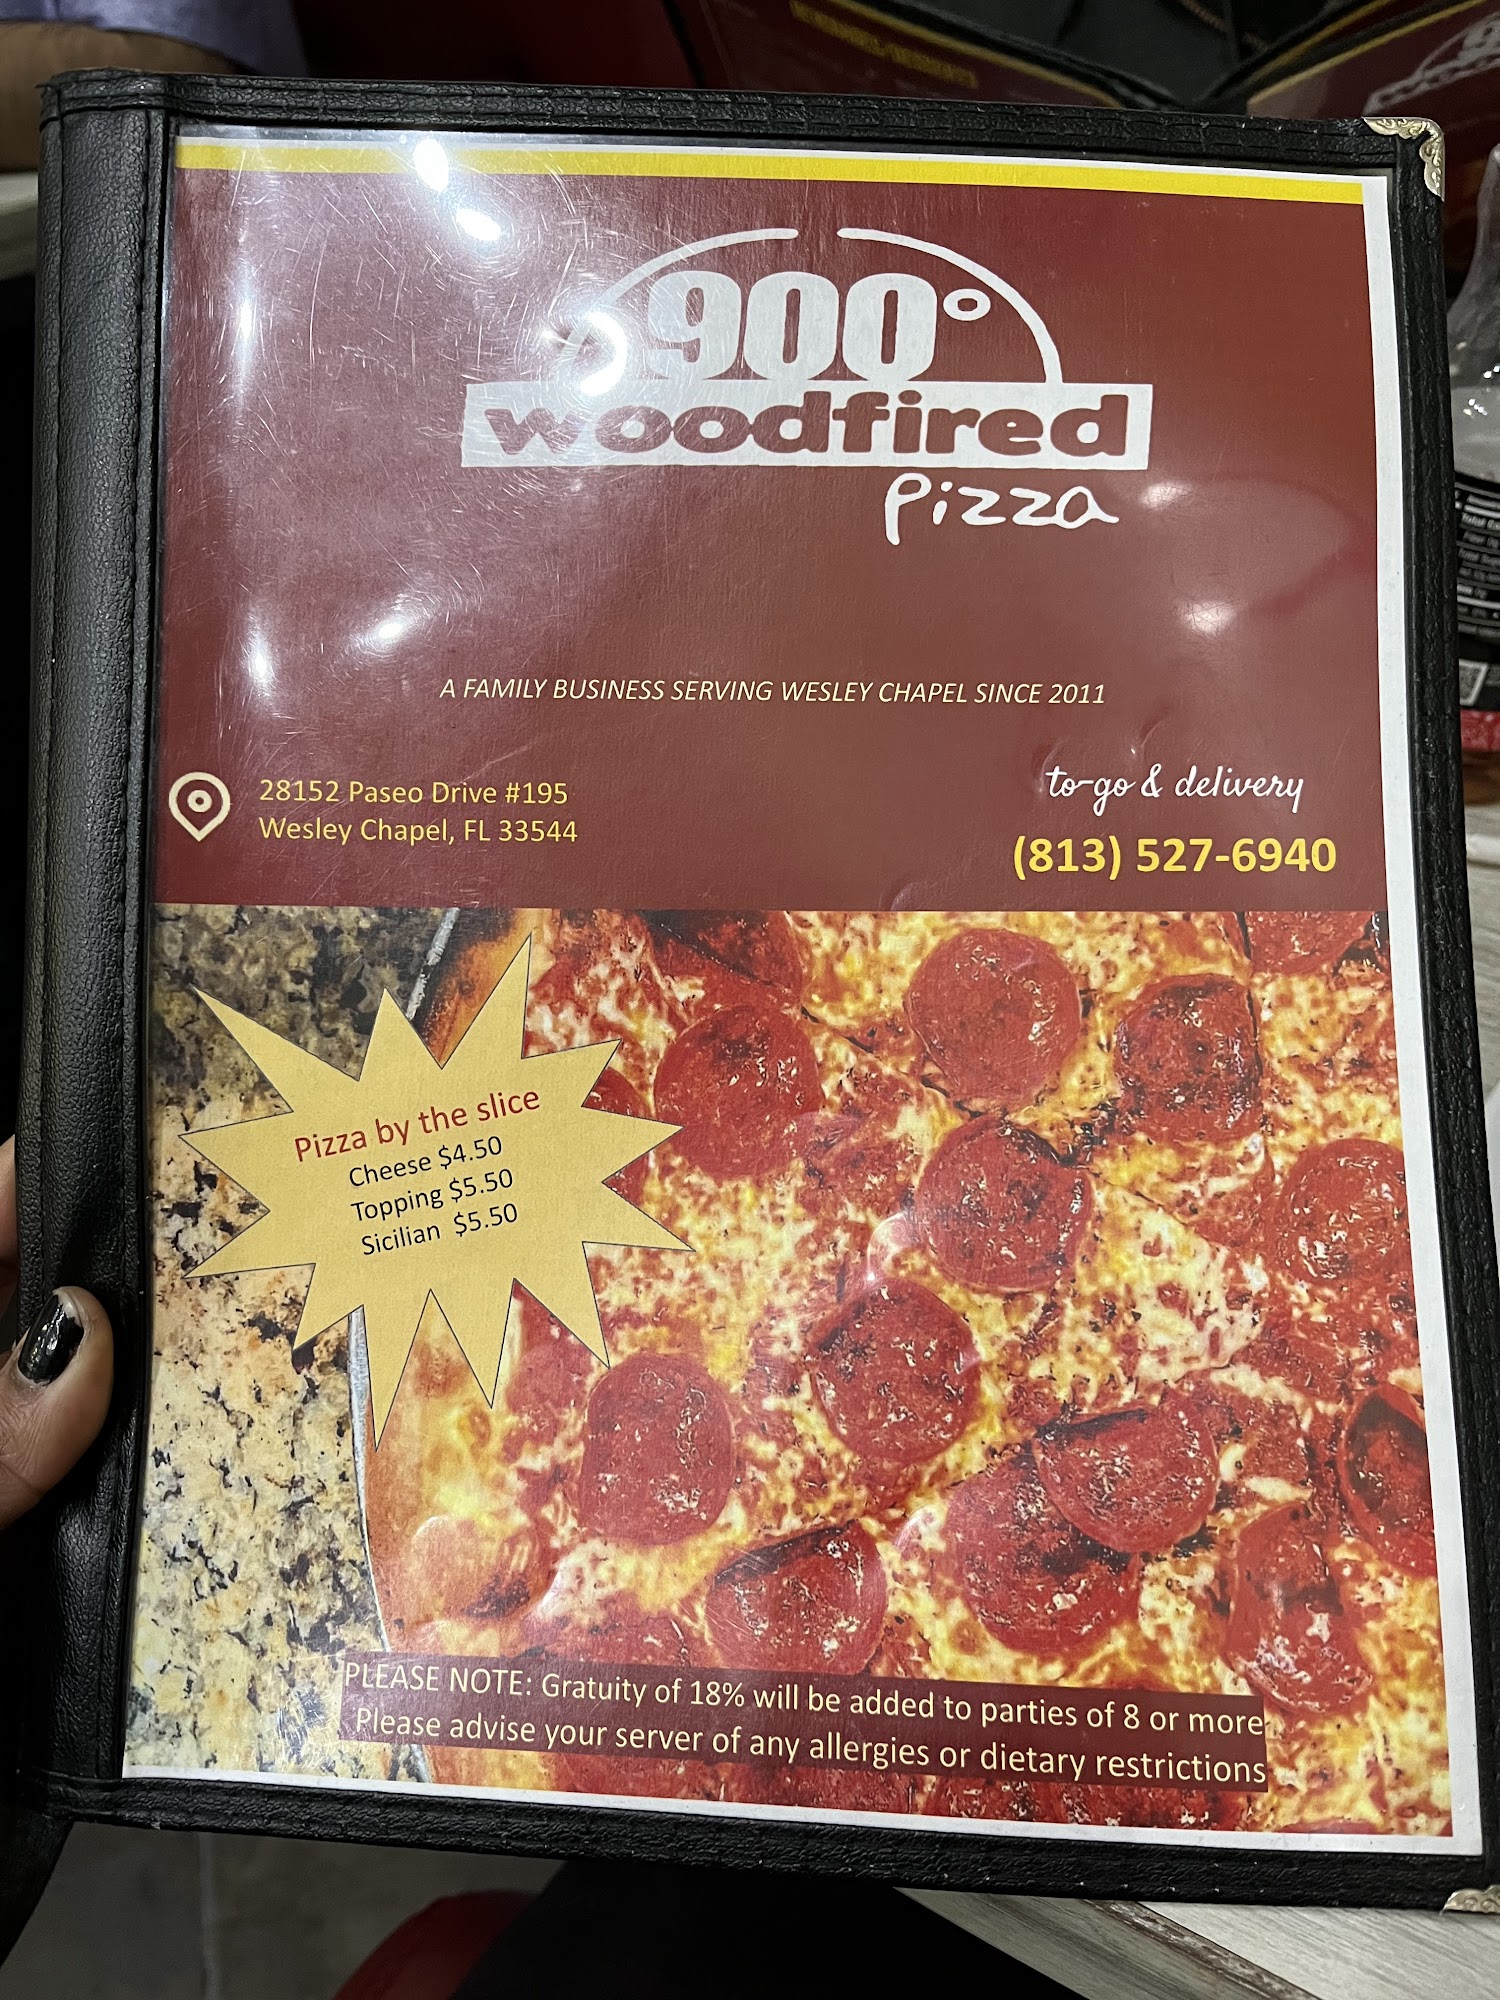 900°
woodfired
pizza
A FAMILY BUSINESS SERVING WESLEY CHAPEL SINCE 2011
28152 Paseo Drive #195
Wesley Chapel, FL 33544
to-go & delivery
(813) 527-6940
Pizza by the slice
Cheese $4.50
Topping $5.50
Sicilian $5.50
PLEASE NOTE: Gratuity of 18% will be added to parties of 8 or more
Please advise your server of any allergies or dietary restrictions